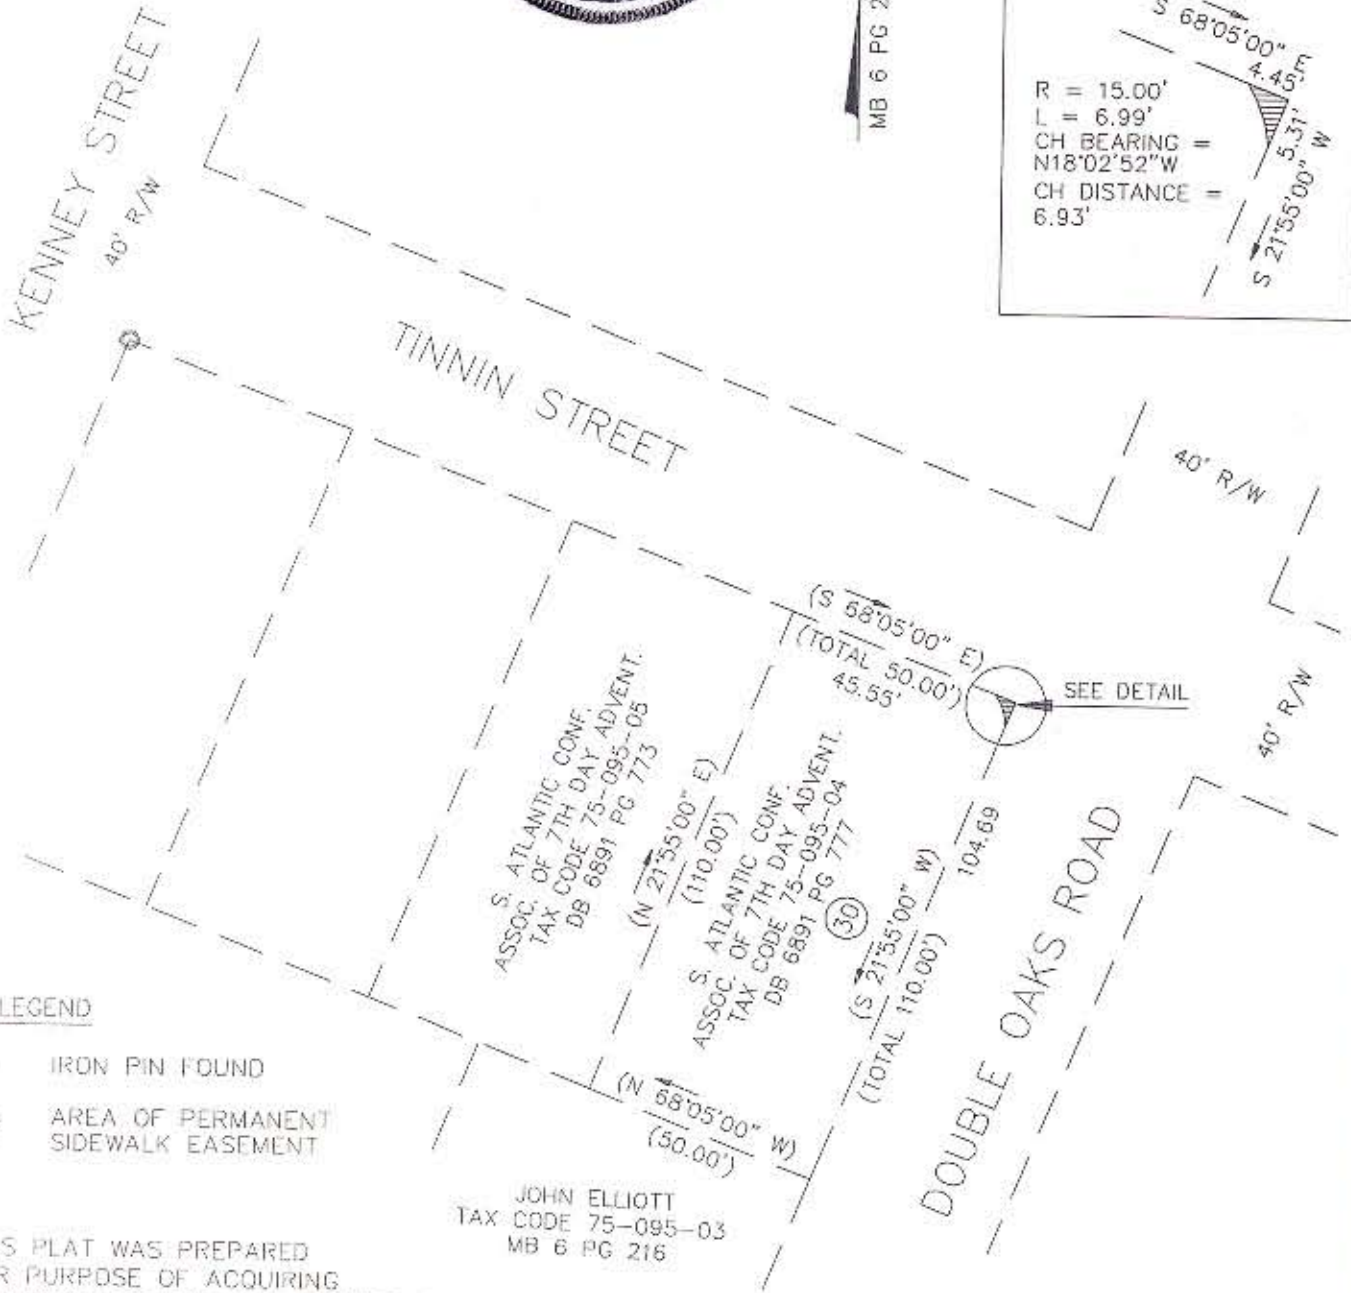 KENNEY STREET
40' R/W
MB 6 PG 2
S 68°05'00" E
4.45'
5.31'
S 21°55'00" W
R = 15.00'
L = 6.99'
CH BEARING =
N18°02'52"W
CH DISTANCE =
6.93'
TINNIN STREET
40' R/W
40' R/W
(S 68°05'00" E)
(TOTAL 50.00')
45.55'
SEE DETAIL
S. ATLANTIC CONF.
ASSOC. OF 7TH DAY ADVENT.
TAX CODE 75-095-05
DB 6891 PG 773
(N 21°55'00" E)
(110.00')
S. ATLANTIC CONF.
ASSOC. OF 7TH DAY ADVENT.
TAX CODE 75-095-04
DB 6891 PG 777
30
(S 21°55'00" W)
104.69
(TOTAL 110.00')
DOUBLE OAKS ROAD
(N 68°05'00" W)
(50.00')
LEGEND
IRON PIN FOUND
AREA OF PERMANENT
SIDEWALK EASEMENT
JOHN ELLIOTT
TAX CODE 75-095-03
MB 6 PG 216
S PLAT WAS PREPARED
R PURPOSE OF ACQUIRING